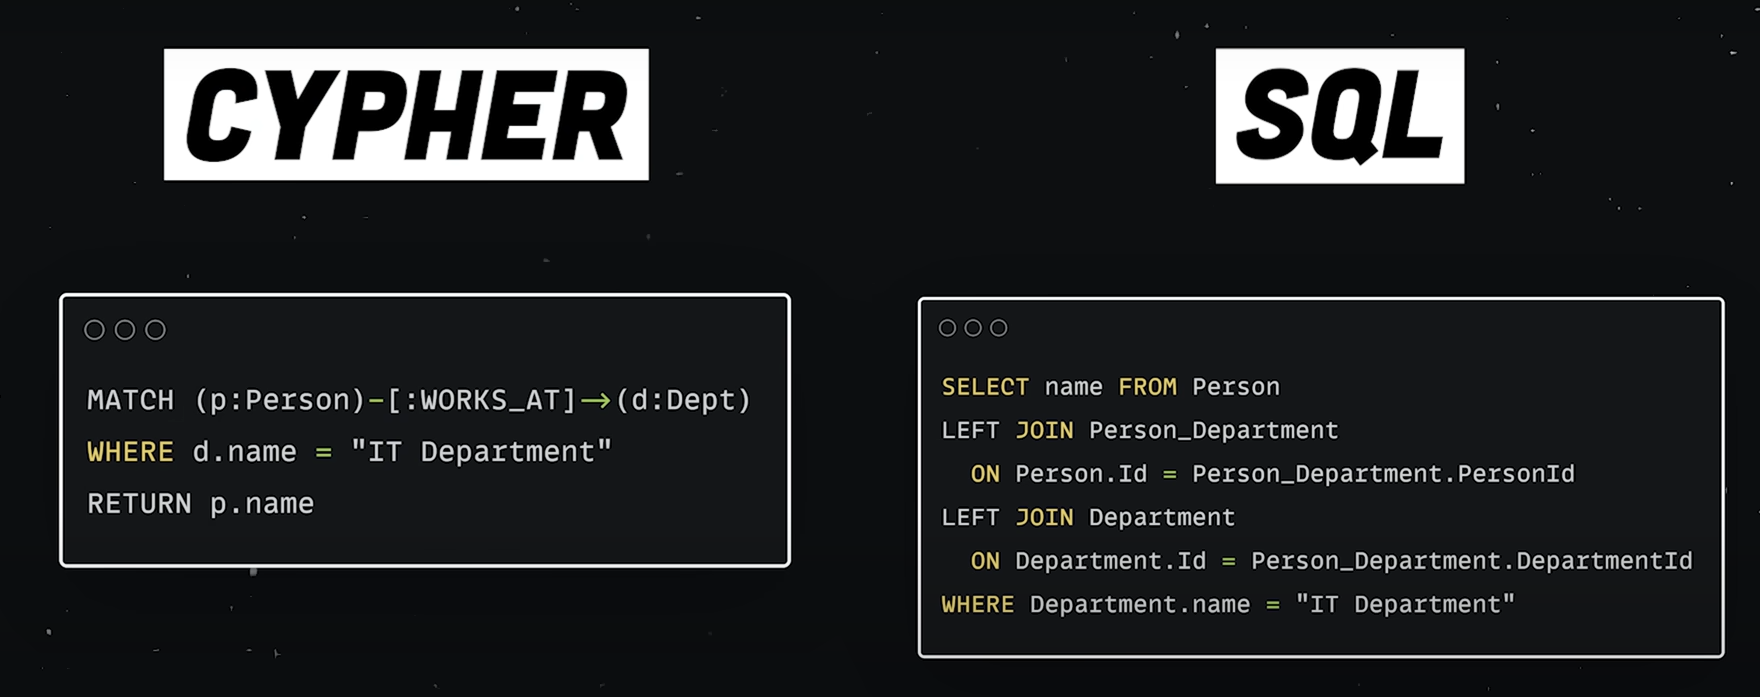 CYPHER
MATCH (p:Person)-[:WORKS_AT]->(d:Dept)
WHERE d.name = "IT Department"
RETURN p.name
SQL
SELECT name FROM Person
LEFT JOIN Person_Department
  ON Person.Id = Person_Department.PersonId
LEFT JOIN Department
  ON Department.Id = Person_Department.DepartmentId
WHERE Department.name = "IT Department"